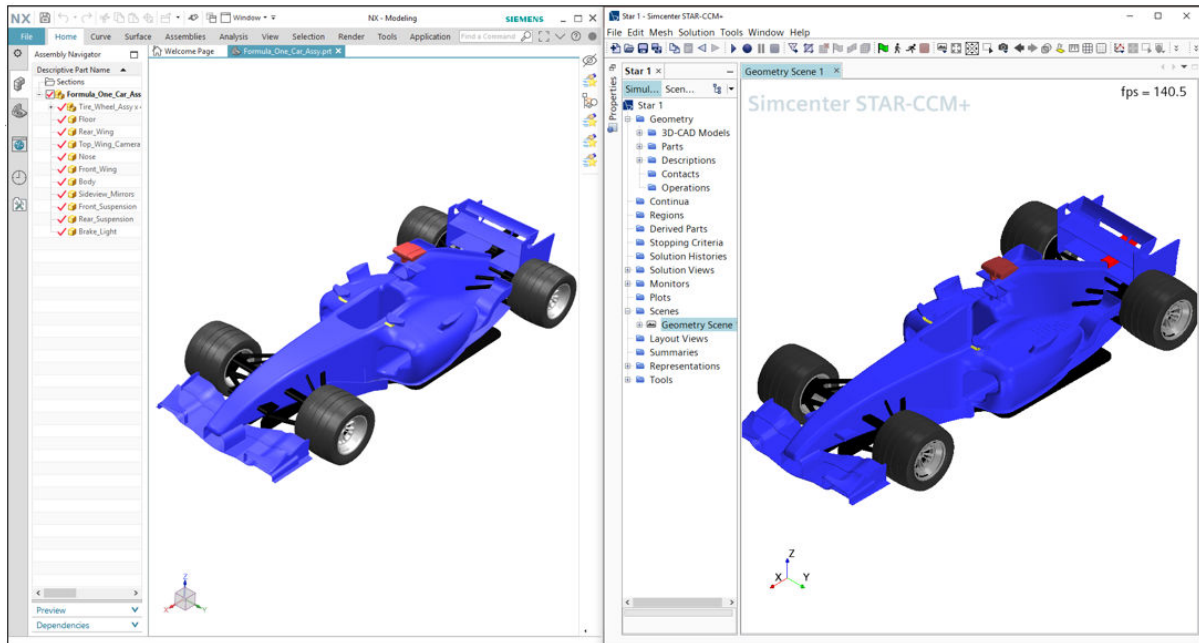 NX
Window
NX - Modeling
SIEMENS
File Home Curve Surface Assemblies Analysis View Selection Render Tools Application Find a Command
Assembly Navigator
Welcome Page
Formula_One_Car_Assy.prt
Descriptive Part Name
Sections
Formula_One_Car_Ass
Tire_Wheel_Assy x 4
Floor
Rear_Wing
Top_Wing_Camera
Nose
Front_Wing
Body
Sideview_Mirrors
Front_Suspension
Rear_Suspension
Brake_Light
Preview
Dependencies
Z
X
Y
Star 1 - Simcenter STAR-CCM+
File Edit Mesh Solution Tools Window Help
Properties
Star 1
Geometry Scene 1
Simul... Scen...
Simcenter STAR-CCM+
fps = 140.5
Star 1
Geometry
3D-CAD Models
Parts
Descriptions
Contacts
Operations
Continua
Regions
Derived Parts
Stopping Criteria
Solution Histories
Solution Views
Monitors
Plots
Scenes
Geometry Scene
Layout Views
Summaries
Representations
Tools
Z
X
Y